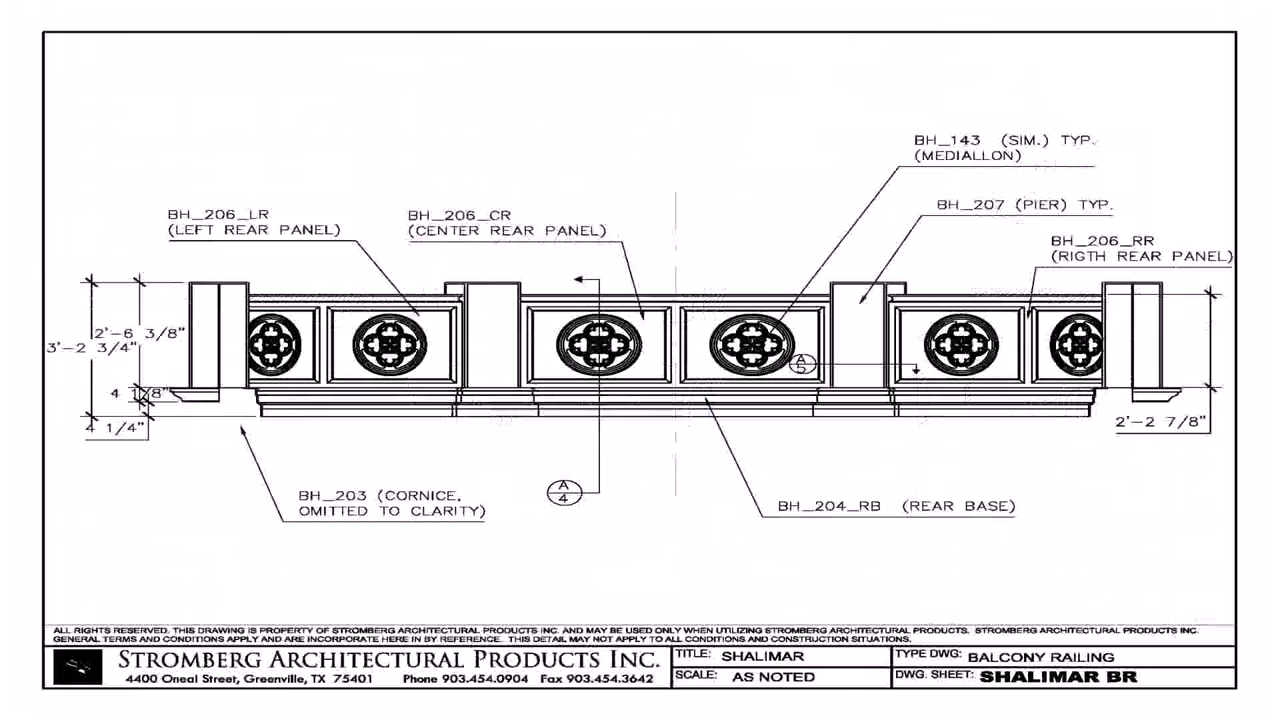 BH_143 (SIM.) TYP.
(MEDIALLON)
BH_207 (PIER) TYP.
BH_206_LR
(LEFT REAR PANEL)
BH_206_CR
(CENTER REAR PANEL)
BH_206_RR
(RIGTH REAR PANEL)
2'-6 3/8"
3'-2 3/4"
A
5
4 1/8"
4 1/4"
2'-2 7/8"
A
4
BH_203 (CORNICE,
OMITTED TO CLARITY)
BH_204_RB (REAR BASE)
ALL RIGHTS RESERVED. THIS DRAWING IS PROPERTY OF STROMBERG ARCHITECTURAL PRODUCTS INC. AND MAY BE USED ONLY WHEN UTILIZING STROMBERG ARCHITECTURAL PRODUCTS. STROMBERG ARCHITECTURAL PRODUCTS INC.
GENERAL TERMS AND CONDITIONS APPLY AND ARE INCORPORATE HERE IN BY REFERENCE. THIS DETAIL MAY NOT APPLY TO ALL CONDITIONS AND CONSTRUCTION SITUATIONS.
STROMBERG ARCHITECTURAL PRODUCTS INC.
4400 Oneal Street, Greenville, TX 75401 Phone 903.454.0904 Fax 903.454.3642
TITLE: SHALIMAR
SCALE: AS NOTED
TYPE DWG: BALCONY RAILING
DWG. SHEET: SHALIMAR BR